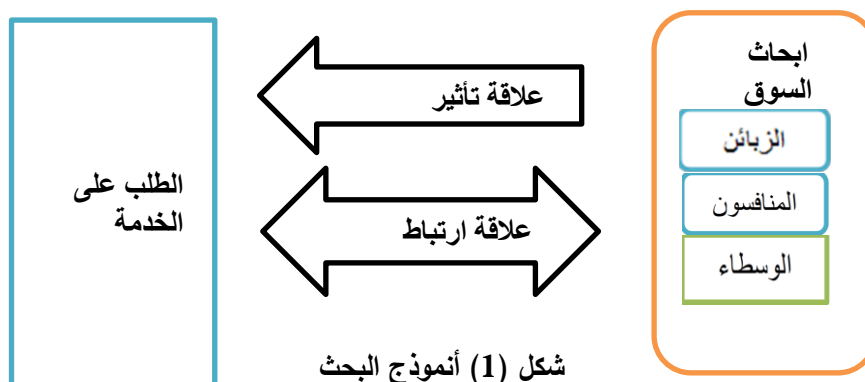 ابحاث
السوق
الزبائن
المنافسون
الوسطاء
علاقة تأثير
علاقة ارتباط
الطلب على
الخدمة
شكل (1) أنموذج البحث